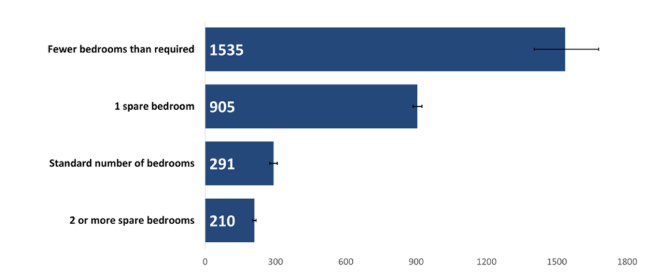 Fewer bedrooms than required
1535
1 spare bedroom
905
Standard number of bedrooms
291
2 or more spare bedrooms
210
0 300 600 900 1200 1500 1800